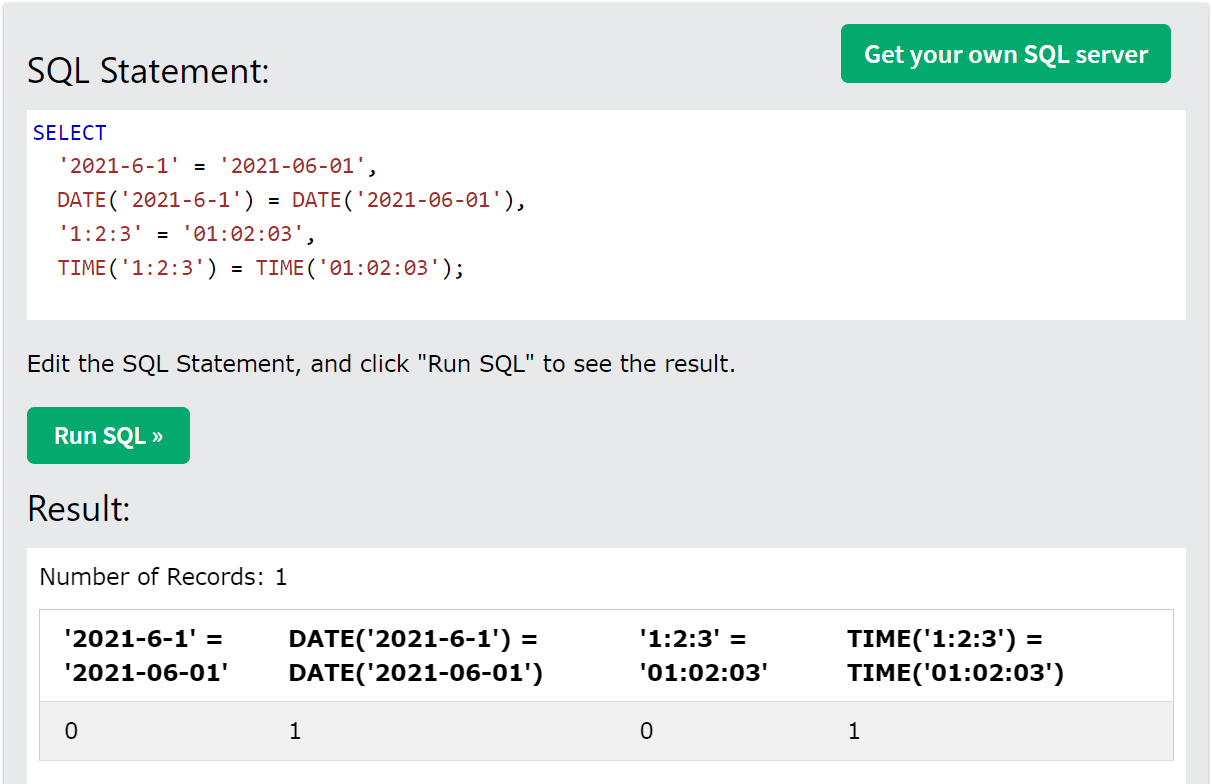 SQL Statement:
Get your own SQL server
SELECT
'2021-6-1' = '2021-06-01',
DATE('2021-6-1') = DATE('2021-06-01'),
'1:2:3' = '01:02:03',
TIME('1:2:3') = TIME('01:02:03');
Edit the SQL Statement, and click "Run SQL" to see the result.
Run SQL »
Result:
Number of Records: 1
'2021-6-1' = DATE('2021-6-1') = '1:2:3' = TIME('1:2:3') =
'2021-06-01' DATE('2021-06-01') '01:02:03' TIME('01:02:03')
0 1 0 1